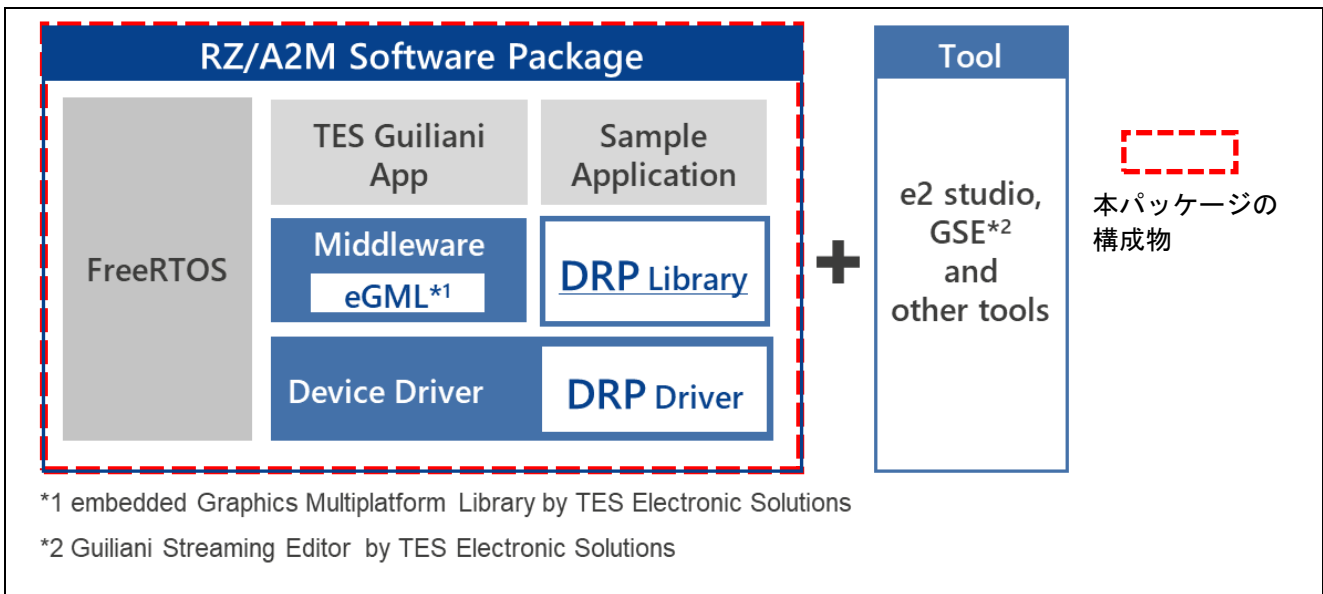 RZ/A2M Software Package
FreeRTOS
TES Guiliani
App
Sample
Application
Middleware
eGML*1
DRP Library
Device Driver
DRP Driver
+
Tool
e2 studio,
GSE*2
and
other tools
本パッケージの
構成物
*1 embedded Graphics Multiplatform Library by TES Electronic Solutions
*2 Guiliani Streaming Editor by TES Electronic Solutions